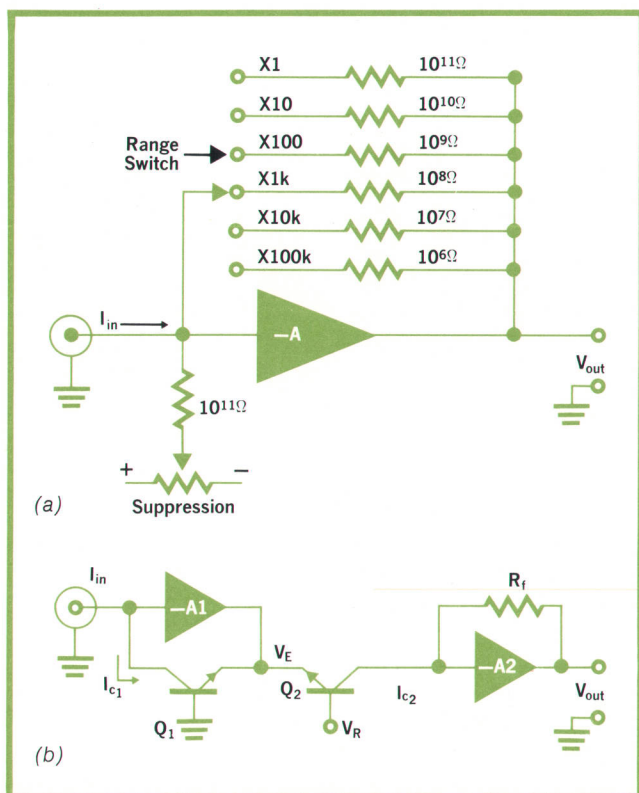 X1 10¹¹Ω
X10 10¹⁰Ω
Range Switch X100 10⁹Ω
X1k 10⁸Ω
X10k 10⁷Ω
X100k 10⁶Ω
I_in –A
V_out
10¹¹Ω
+ –
Suppression
(a)
I_in –A1 R_f
V_E –A2
I_c1 Q₂ I_c2 V_out
Q₁ V_R
(b)